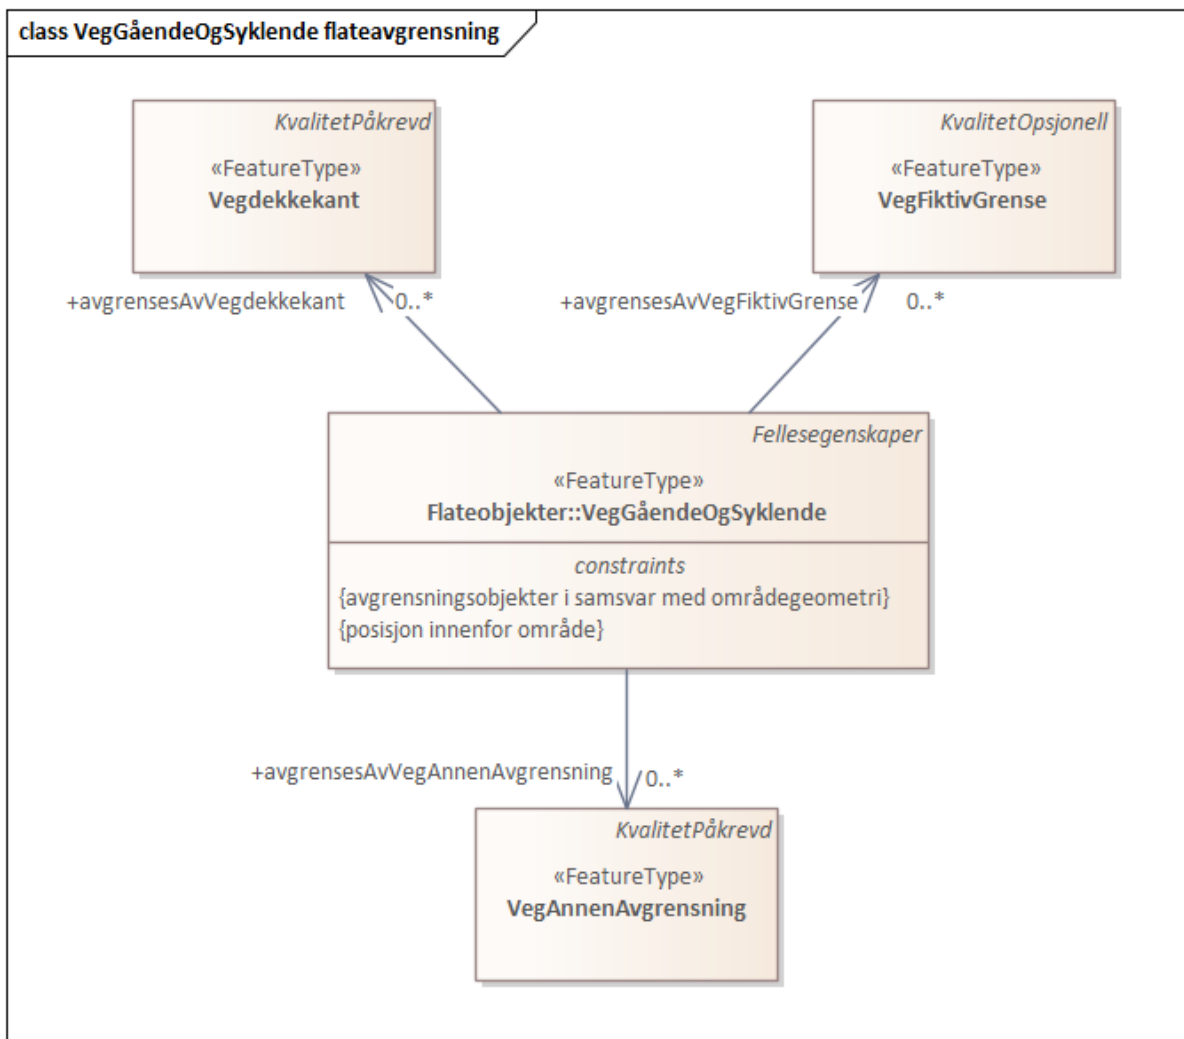 class VegGåendeOgSyklende flateavgrensning
KvalitetPåkrevd
«FeatureType»
Vegdekkekant
KvalitetOpsjonell
«FeatureType»
VegFiktivGrense
+avgrensesAvVegdekkekant
0..*
+avgrensesAvVegFiktivGrense
0..*
Fellesegenskaper
«FeatureType»
Flateobjekter::VegGåendeOgSyklende
constraints
{avgrensningsobjekter i samsvar med områdegeometri}
{posisjon innenfor område}
+avgrensesAvVegAnnenAvgrensning
0..*
KvalitetPåkrevd
«FeatureType»
VegAnnenAvgrensning